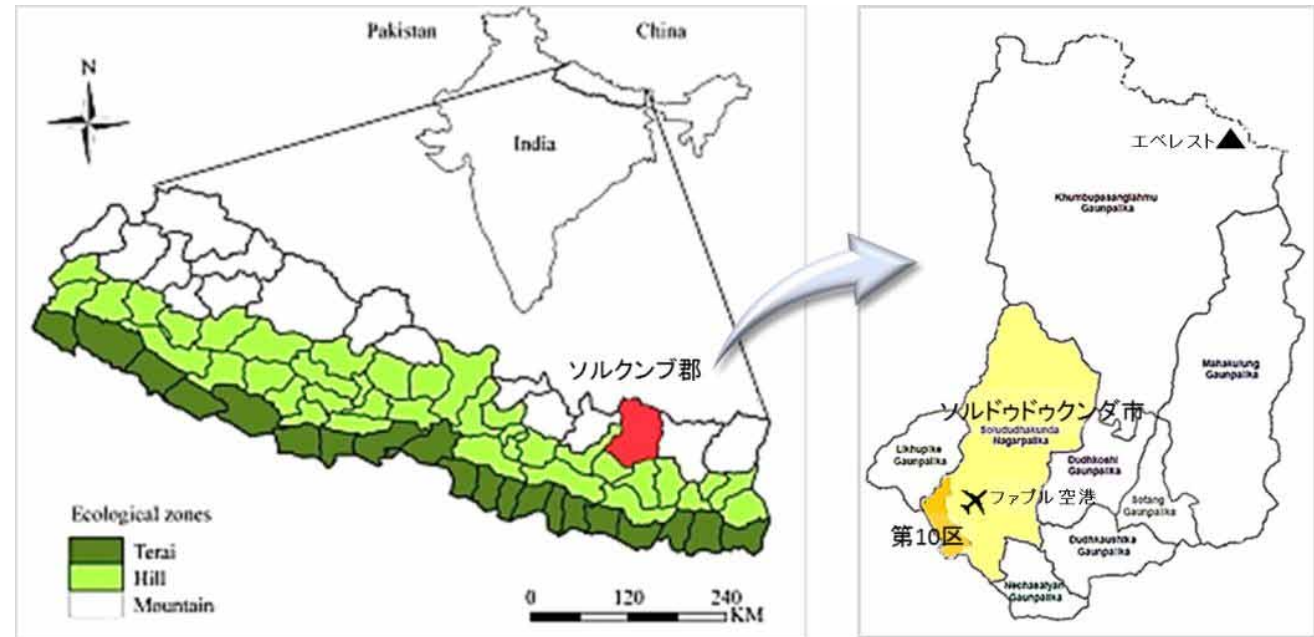 Pakistan
China
N
India
ソルクンブ郡
Ecological zones
Terai
Hill
Mountain
0
120
240
KM
エベレスト
Khumbupasanglahmu
Gaunpalika
Mahakulung
Gaunpalika
ソルドゥドゥクンダ市
Solududhakunda
Nagarpalika
Likhupike
Gaunpalika
Dudhkoshi
Gaunpalika
Sotang
Gaunpalika
ファブル空港
第10区
Dudhkaushika
Gaunpalika
Nechasalyan
Gaunpalika